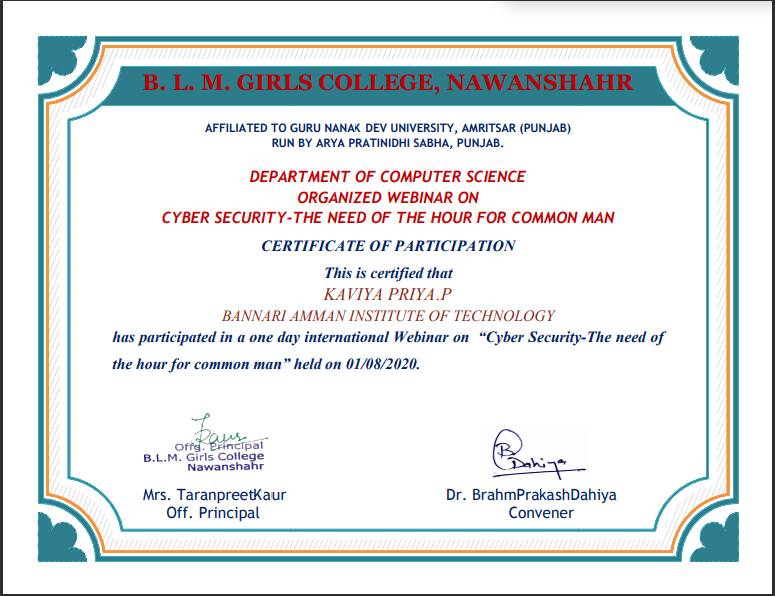 B. L. M. GIRLS COLLEGE, NAWANSHAHR
AFFILIATED TO GURU NANAK DEV UNIVERSITY, AMRITSAR (PUNJAB)
RUN BY ARYA PRATINIDHI SABHA, PUNJAB.
DEPARTMENT OF COMPUTER SCIENCE
ORGANIZED WEBINAR ON
CYBER SECURITY-THE NEED OF THE HOUR FOR COMMON MAN
CERTIFICATE OF PARTICIPATION
This is certified that
KAVIYA PRIYA.P
BANNARI AMMAN INSTITUTE OF TECHNOLOGY
has participated in a one day international Webinar on “Cyber Security-The need of
the hour for common man” held on 01/08/2020.
Kaur
Offg. Principal
B.L.M. Girls College
Nawanshahr
B Dahiya
Mrs. TaranpreetKaur
Off. Principal
Dr. BrahmPrakashDahiya
Convener